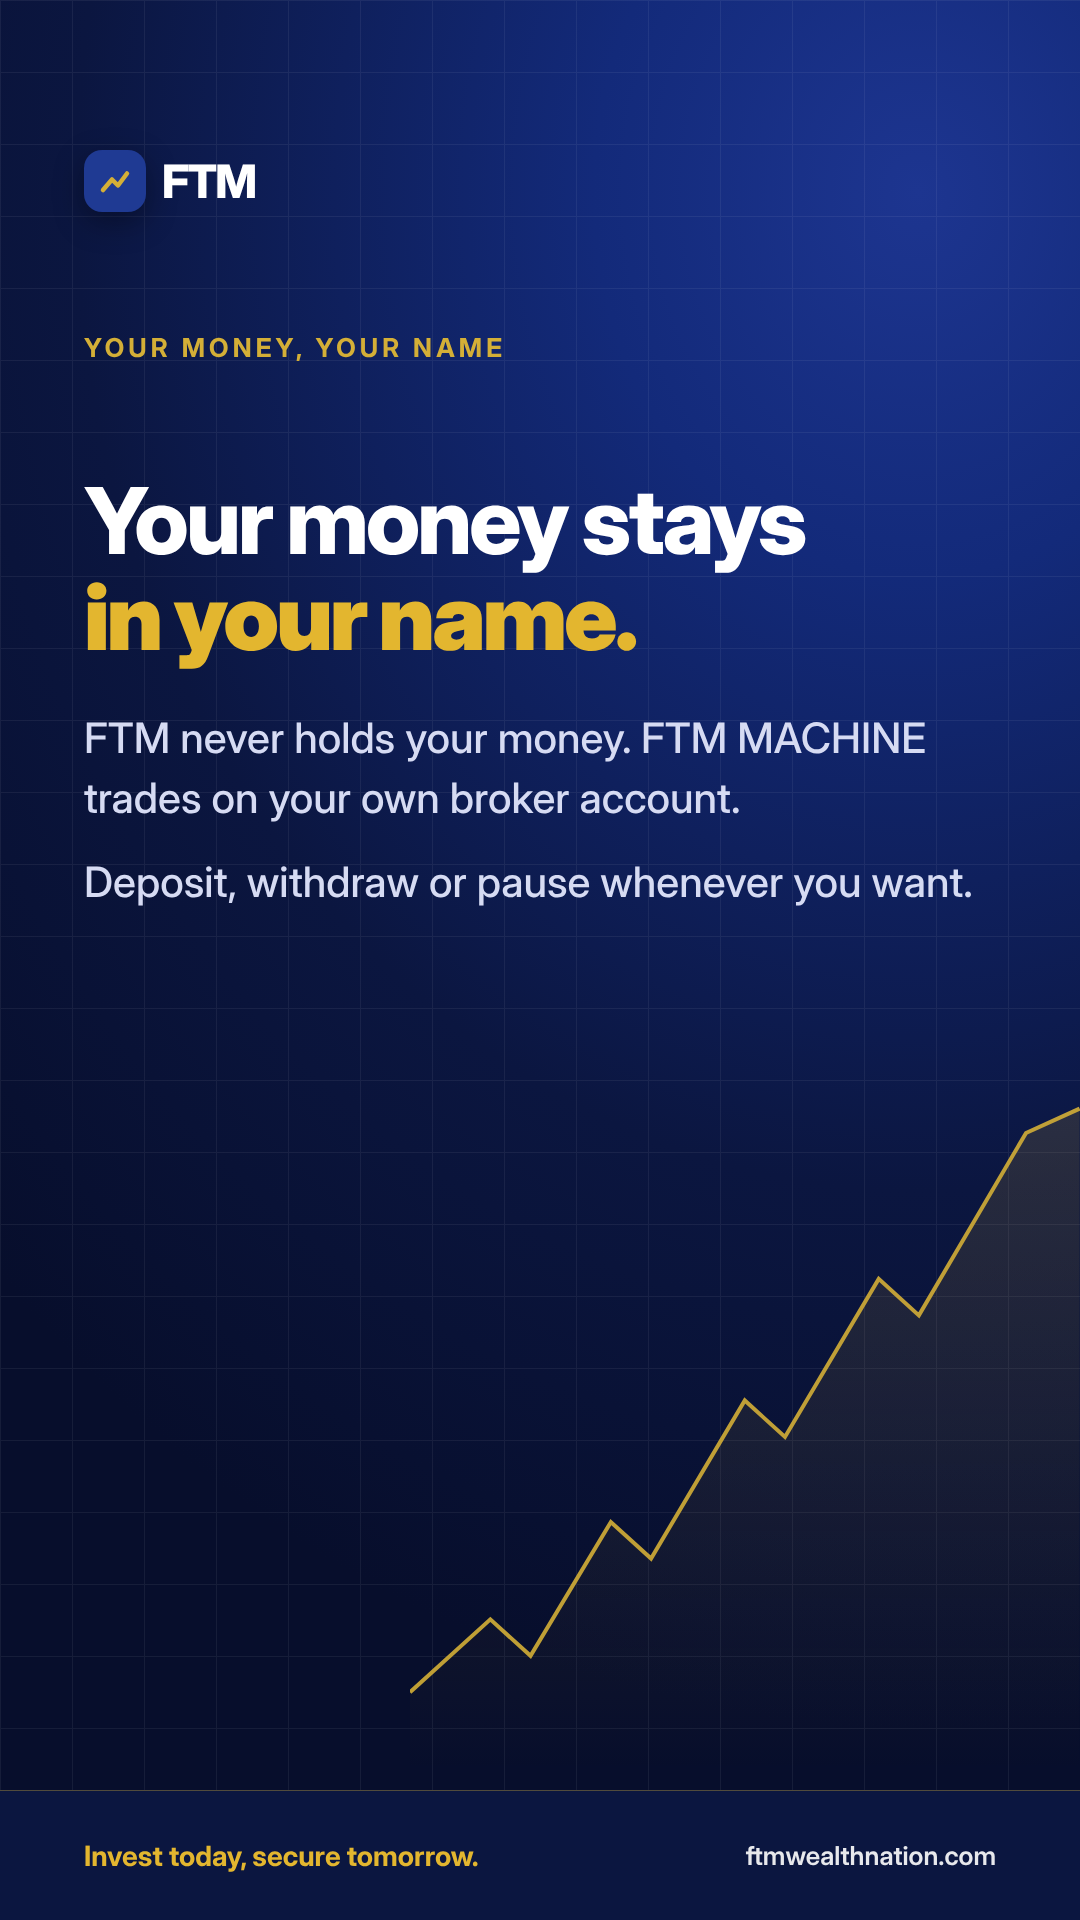 FTM
YOUR MONEY, YOUR NAME
Your money stays
in your name.
FTM never holds your money. FTM MACHINE
trades on your own broker account.
Deposit, withdraw or pause whenever you want.
Invest today, secure tomorrow.
ftmwealthnation.com